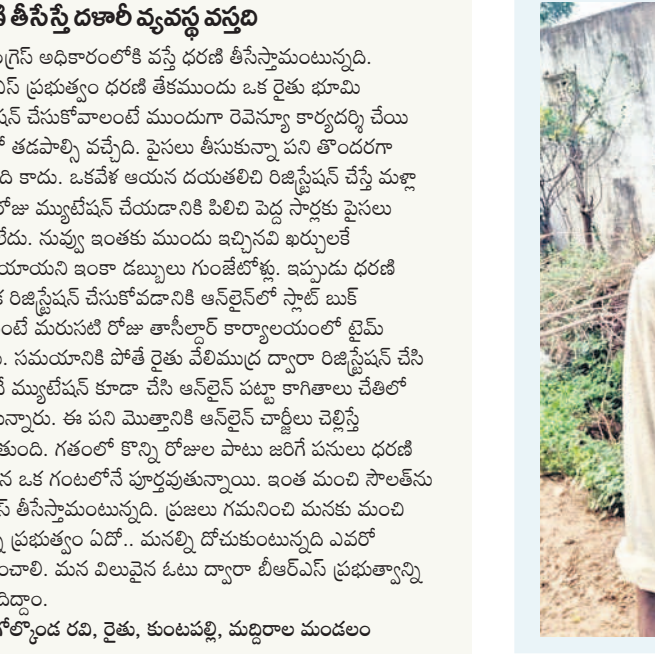 తీసేస్తే దళారీ వ్యవస్థ వస్తది
అధికారంలోకి వస్తే ధరణి తీసేస్తామంటున్నది.
ప్రభుత్వం ధరణి తేకముందు ఒక రైతు భూమి
చేసుకోవాలంటే ముందుగా రెవెన్యూ కార్యదర్శి చేయి
తడపాల్సి వచ్చేది. పైసలు తీసుకున్నా పని తొందరగా
కాదు. ఒకవేళ ఆయన దయతలిచి రిజిస్ట్రేషన్ చేస్తే మళ్లా
మ్యుటేషన్ చేయడానికి పిలిచి పెద్ద సార్లకు పైసలు
నువ్వు ఇంతకు ముందు ఇచ్చినవి ఖర్చులకే
ఇంకా డబ్బులు గుంజేటోళ్లు. ఇప్పుడు ధరణి
రిజిస్ట్రేషన్ చేసుకోవడానికి ఆన్‌లైన్‌లో స్లాట్ బుక్
మరుసటి రోజు తాసీల్దార్ కార్యాలయంలో టైమ్
సమయానికి పోతే రైతు వేలిముద్ర ద్వారా రిజిస్ట్రేషన్ చేసి
మ్యుటేషన్ కూడా చేసి ఆన్‌లైన్ పట్టా కాగితాలు చేతిలో
ఈ పని మొత్తానికి ఆన్‌లైన్ చార్జీలు చెల్లిస్తే
గతంలో కొన్ని రోజుల పాటు జరిగే పనులు ధరణి
ఒక గంటలోనే పూర్తవుతున్నాయి. ఇంత మంచి సౌలత్‌ను
తీసేస్తామంటున్నది. ప్రజలు గమనించి మనకు మంచి
ప్రభుత్వం ఏదో.. మనల్ని దోచుకుంటున్నది ఎవరో
మన విలువైన ఓటు ద్వారా బీఆర్ఎస్ ప్రభుత్వాన్ని
దిద్దాం.
రవి, రైతు, కుంటపల్లి, మద్దిరాల మండలం